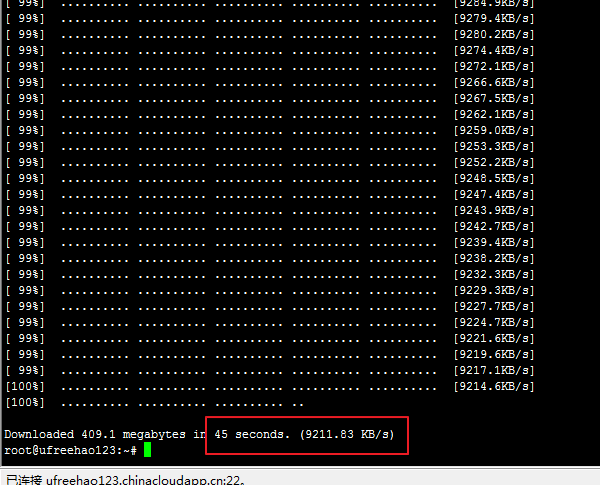 [ 99%] .......... .......... .......... .......... .......... [9284.9KB/s]
[ 99%] .......... .......... .......... .......... .......... [9279.4KB/s]
[ 99%] .......... .......... .......... .......... .......... [9280.2KB/s]
[ 99%] .......... .......... .......... .......... .......... [9274.4KB/s]
[ 99%] .......... .......... .......... .......... .......... [9272.1KB/s]
[ 99%] .......... .......... .......... .......... .......... [9266.6KB/s]
[ 99%] .......... .......... .......... .......... .......... [9267.5KB/s]
[ 99%] .......... .......... .......... .......... .......... [9262.1KB/s]
[ 99%] .......... .......... .......... .......... .......... [9259.0KB/s]
[ 99%] .......... .......... .......... .......... .......... [9253.3KB/s]
[ 99%] .......... .......... .......... .......... .......... [9252.2KB/s]
[ 99%] .......... .......... .......... .......... .......... [9248.5KB/s]
[ 99%] .......... .......... .......... .......... .......... [9247.4KB/s]
[ 99%] .......... .......... .......... .......... .......... [9243.9KB/s]
[ 99%] .......... .......... .......... .......... .......... [9242.7KB/s]
[ 99%] .......... .......... .......... .......... .......... [9239.4KB/s]
[ 99%] .......... .......... .......... .......... .......... [9238.2KB/s]
[ 99%] .......... .......... .......... .......... .......... [9232.3KB/s]
[ 99%] .......... .......... .......... .......... .......... [9229.3KB/s]
[ 99%] .......... .......... .......... .......... .......... [9227.7KB/s]
[ 99%] .......... .......... .......... .......... .......... [9224.7KB/s]
[ 99%] .......... .......... .......... .......... .......... [9221.6KB/s]
[ 99%] .......... .......... .......... .......... .......... [9219.6KB/s]
[ 99%] .......... .......... .......... .......... .......... [9217.1KB/s]
[100%] .......... .......... .......... .......... .......... [9214.6KB/s]
[100%] .......... .......... .......... ..
Downloaded 409.1 megabytes in 45 seconds. (9211.83 KB/s)
root@ufreehao123:~#
已连接 ufreehao123.chinacloudapp.cn:22。